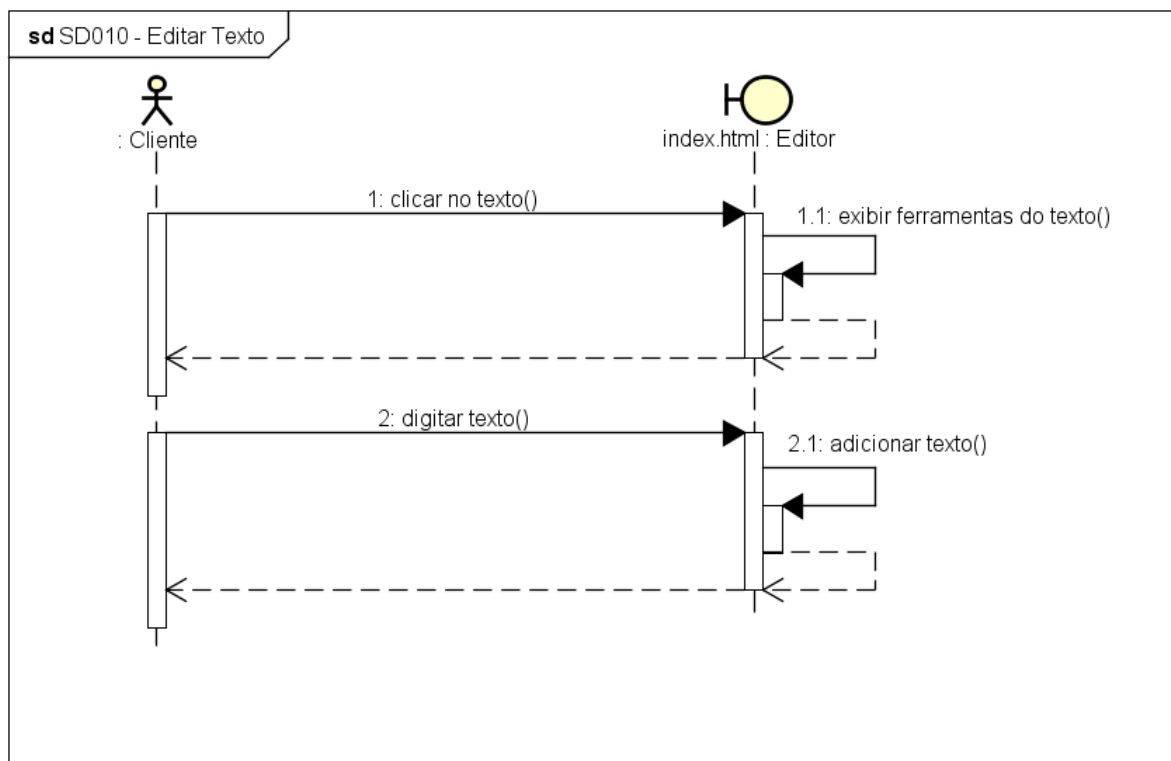 sd SD010 - Editar Texto
: Cliente
index.html : Editor
1: clicar no texto()
1.1: exibir ferramentas do texto()
2: digitar texto()
2.1: adicionar texto()